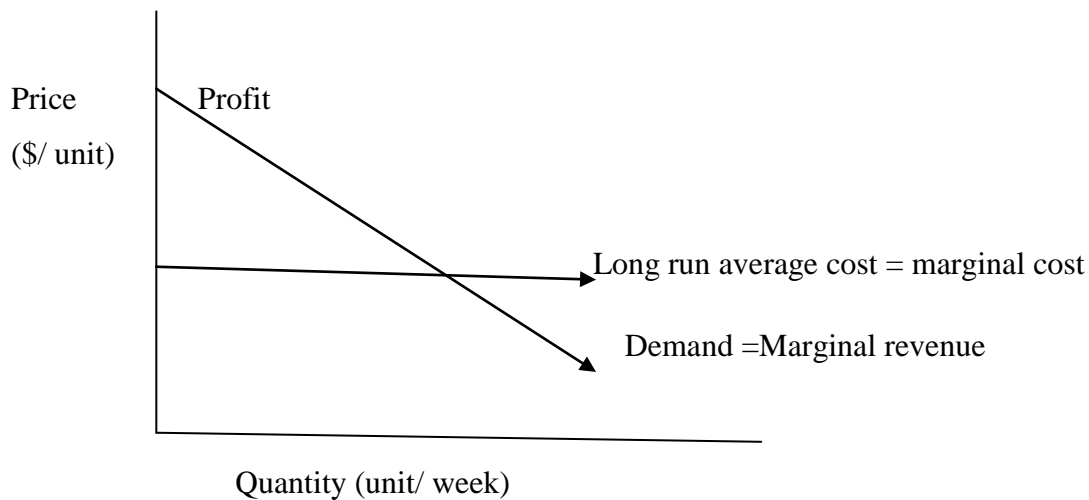 Price
Profit
($/ unit)
Long run average cost = marginal cost
Demand =Marginal revenue
Quantity (unit/ week)